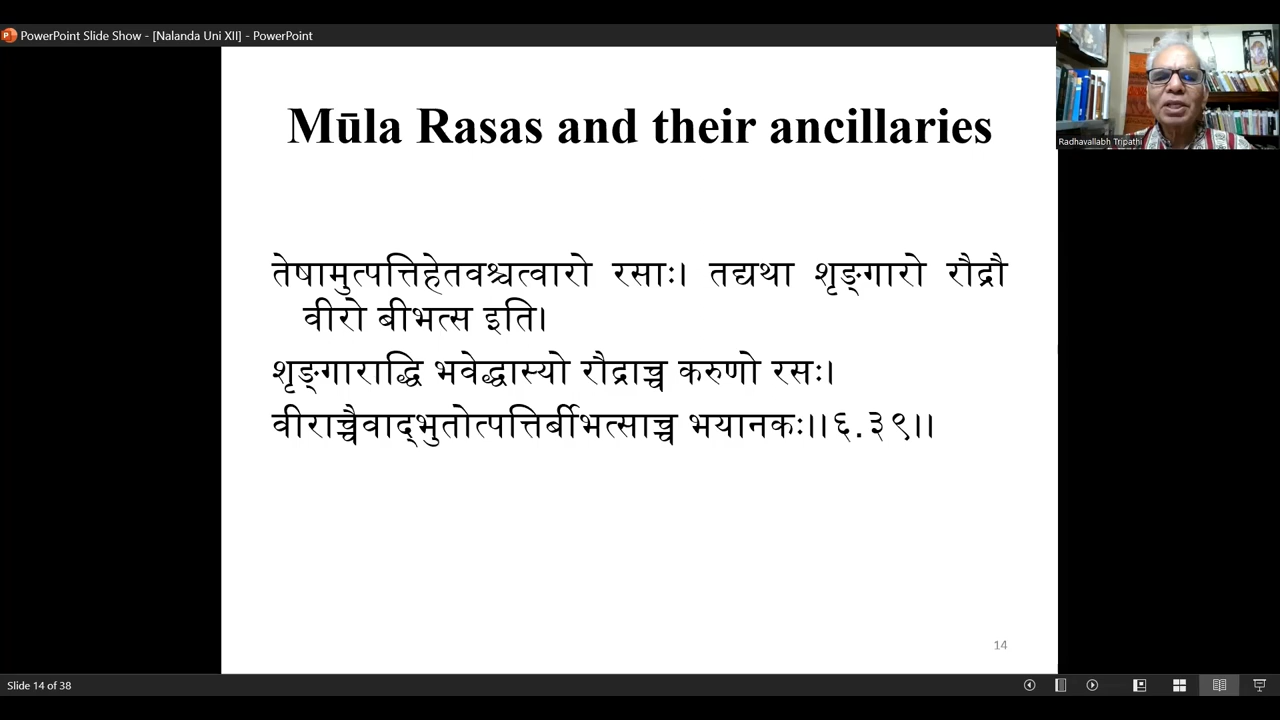 PowerPoint Slide Show - [Nalanda Uni XII] - PowerPoint
Radhavallabh Tripathi
Mūla Rasas and their ancillaries
तेषामुत्पत्तिहेतवश्चत्वारो रसाः। तद्यथा शृङ्गारो रौद्रौ
वीरो बीभत्स इति।
शृङ्गाराद्धि भवेद्धास्यो रौद्राच्च करुणो रसः।
वीराच्चैवाद्भुतोत्पत्तिर्बीभत्साच्च भयानकः।।६.३९।।
14
Slide 14 of 38